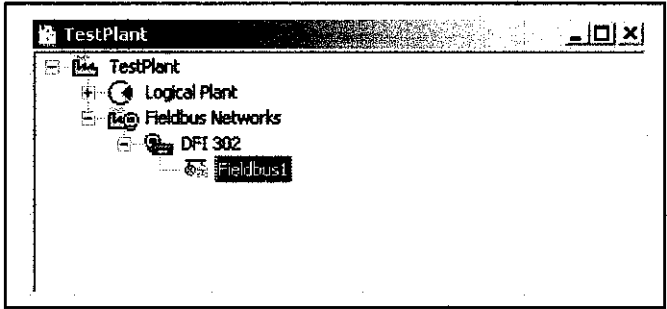 TestPlant
TestPlant
Logical Plant
Fieldbus Networks
DFI 302
Fieldbus1